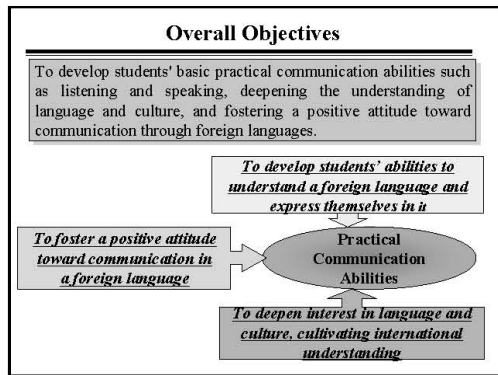 Overall Objectives
To develop students' basic practical communication abilities such
as listening and speaking, deepening the understanding of
language and culture, and fostering a positive attitude toward
communication through foreign languages.
To develop students' abilities to
understand a foreign language and
express themselves in it
To foster a positive attitude
toward communication in
a foreign language
Practical
Communication
Abilities
To deepen interest in language and
culture, cultivating international
understanding